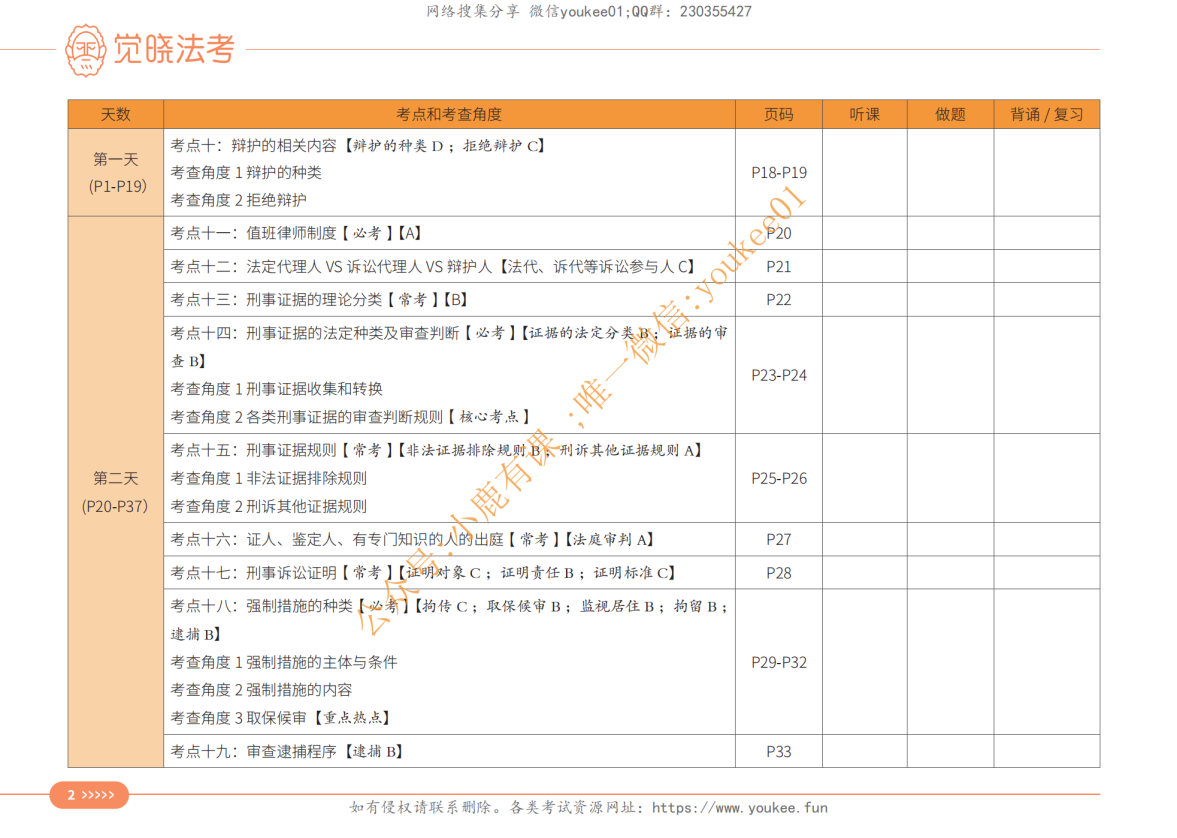 网络搜集分享 微信youkee01;QQ群：230355427
觉晓法考
天数 考点和考查角度 页码 听课 做题 背诵 / 复习
第一天
(P1-P19)
考点十：辩护的相关内容【辩护的种类 D ；拒绝辩护 C】
考查角度 1 辩护的种类
考查角度 2 拒绝辩护
P18-P19
第二天
(P20-P37)
考点十一：值班律师制度【 必考 】【A】
P20
考点十二：法定代理人 VS 诉讼代理人 VS 辩护人【法代、诉代等诉讼参与人 C】
P21
考点十三：刑事证据的理论分类【 常考 】【B】
P22
考点十四：刑事证据的法定种类及审查判断【 必考 】【证据的法定分类 B ；证据的审
查 B】
考查角度 1 刑事证据收集和转换
考查角度 2 各类刑事证据的审查判断规则【 核心考点 】
P23-P24
考点十五：刑事证据规则【 常考 】【非法证据排除规则 B ；刑诉其他证据规则 A】
考查角度 1 非法证据排除规则
考查角度 2 刑诉其他证据规则
P25-P26
考点十六：证人、鉴定人、有专门知识的人的出庭【 常考 】【法庭审判 A】
P27
考点十七：刑事诉讼证明【 常考 】【证明对象 C ；证明责任 B ；证明标准 C】
P28
考点十八：强制措施的种类【 必考 】【拘传 C ；取保候审 B ；监视居住 B ；拘留 B ；
逮捕 B】
考查角度 1 强制措施的主体与条件
考查角度 2 强制措施的内容
考查角度 3 取保候审【重点热点】
P29-P32
考点十九：审查逮捕程序【逮捕 B】
P33
公众号：小鹿有课 ；唯一微信：youkee01
2 >>>>>
如有侵权请联系删除。各类考试资源网址：https://www.youkee.fun